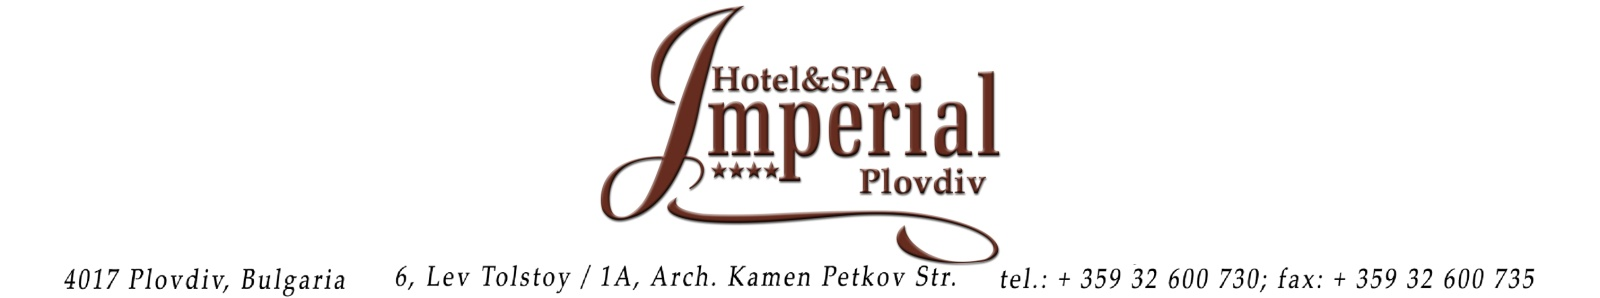 Hotel&SPA
Imperial
Plovdiv
4017 Plovdiv, Bulgaria 6, Lev Tolstoy / 1A, Arch. Kamen Petkov Str. tel.: + 359 32 600 730; fax: + 359 32 600 735